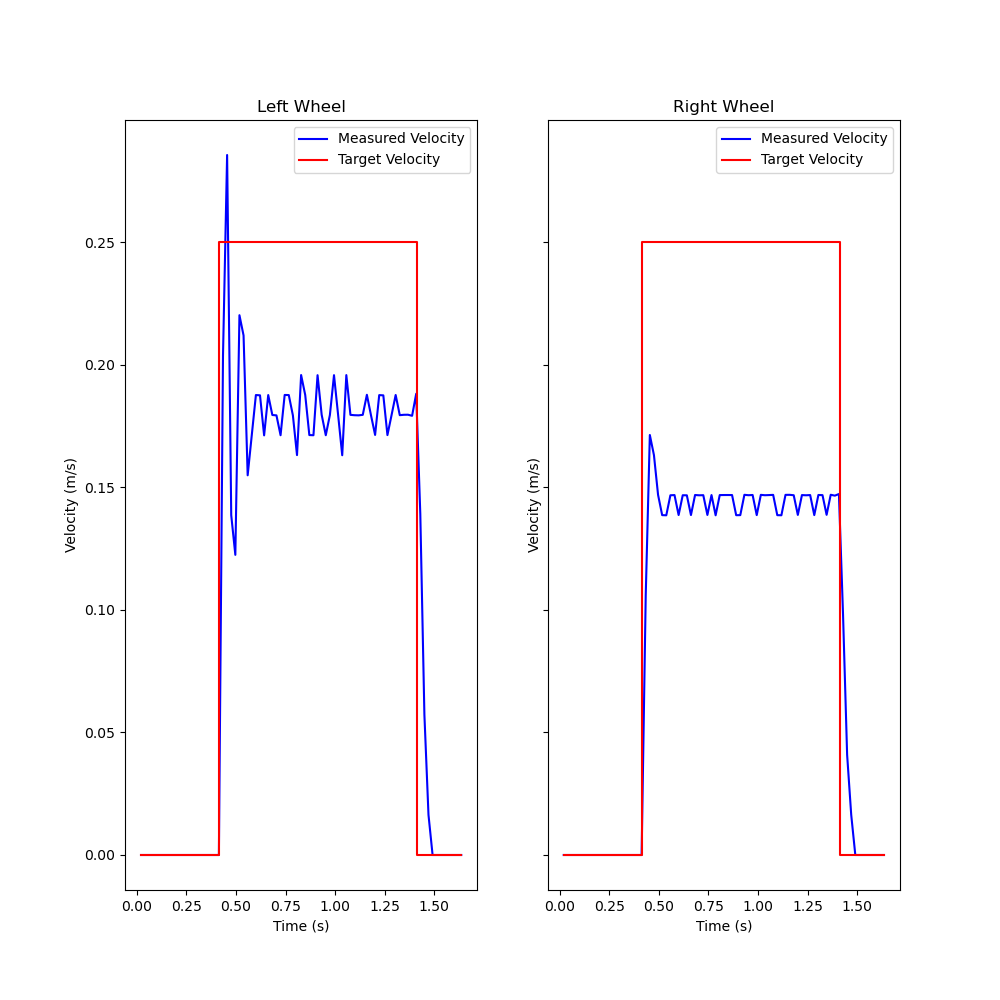 Left Wheel
Measured Velocity
Target Velocity
Velocity (m/s)
0.25
0.20
0.15
0.10
0.05
0.00
0.00 0.25 0.50 0.75 1.00 1.25 1.50
Time (s)
Right Wheel
Measured Velocity
Target Velocity
Velocity (m/s)
0.00 0.25 0.50 0.75 1.00 1.25 1.50
Time (s)